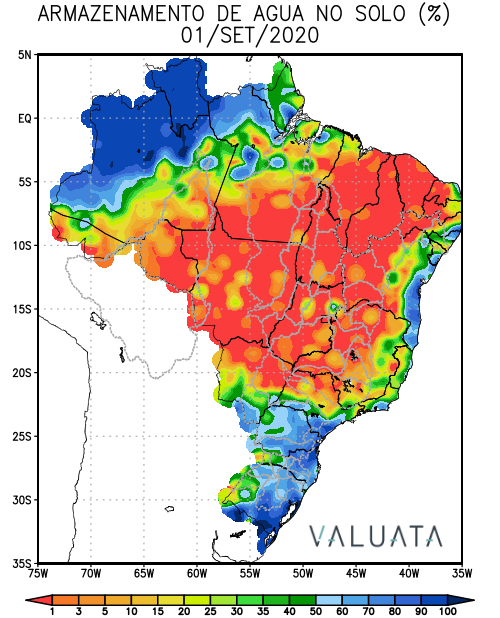 ARMAZENAMENTO DE AGUA NO SOLO (%)
01/SET/2020
5N
EQ
5S
10S
15S
20S
25S
30S
35S
75W 70W 65W 60W 55W 50W 45W 40W 35W
VALUATA
1 3 5 10 15 20 25 30 35 50 60 70 80 90 100